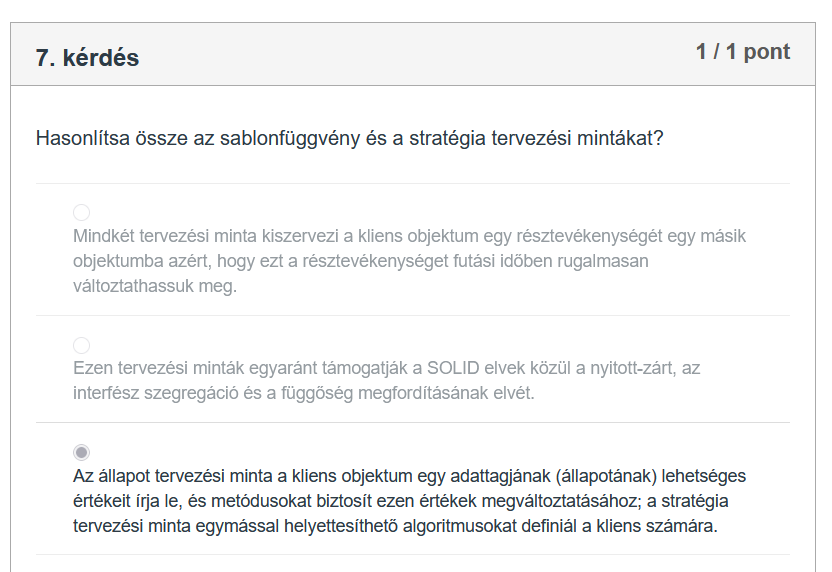 7. kérdés
1 / 1 pont
Hasonlítsa össze az sablonfüggvény és a stratégia tervezési mintákat?
Mindkét tervezési minta kiszervezi a kliens objektum egy résztevékenységét egy másik
objektumba azért, hogy ezt a résztevékenységet futási időben rugalmasan
változtathassuk meg.
Ezen tervezési minták egyaránt támogatják a SOLID elvek közül a nyitott-zárt, az
interfész szegregáció és a függőség megfordításának elvét.
Az állapot tervezési minta a kliens objektum egy adattagjának (állapotának) lehetséges
értékeit írja le, és metódusokat biztosít ezen értékek megváltoztatásához; a stratégia
tervezési minta egymással helyettesíthető algoritmusokat definiál a kliens számára.